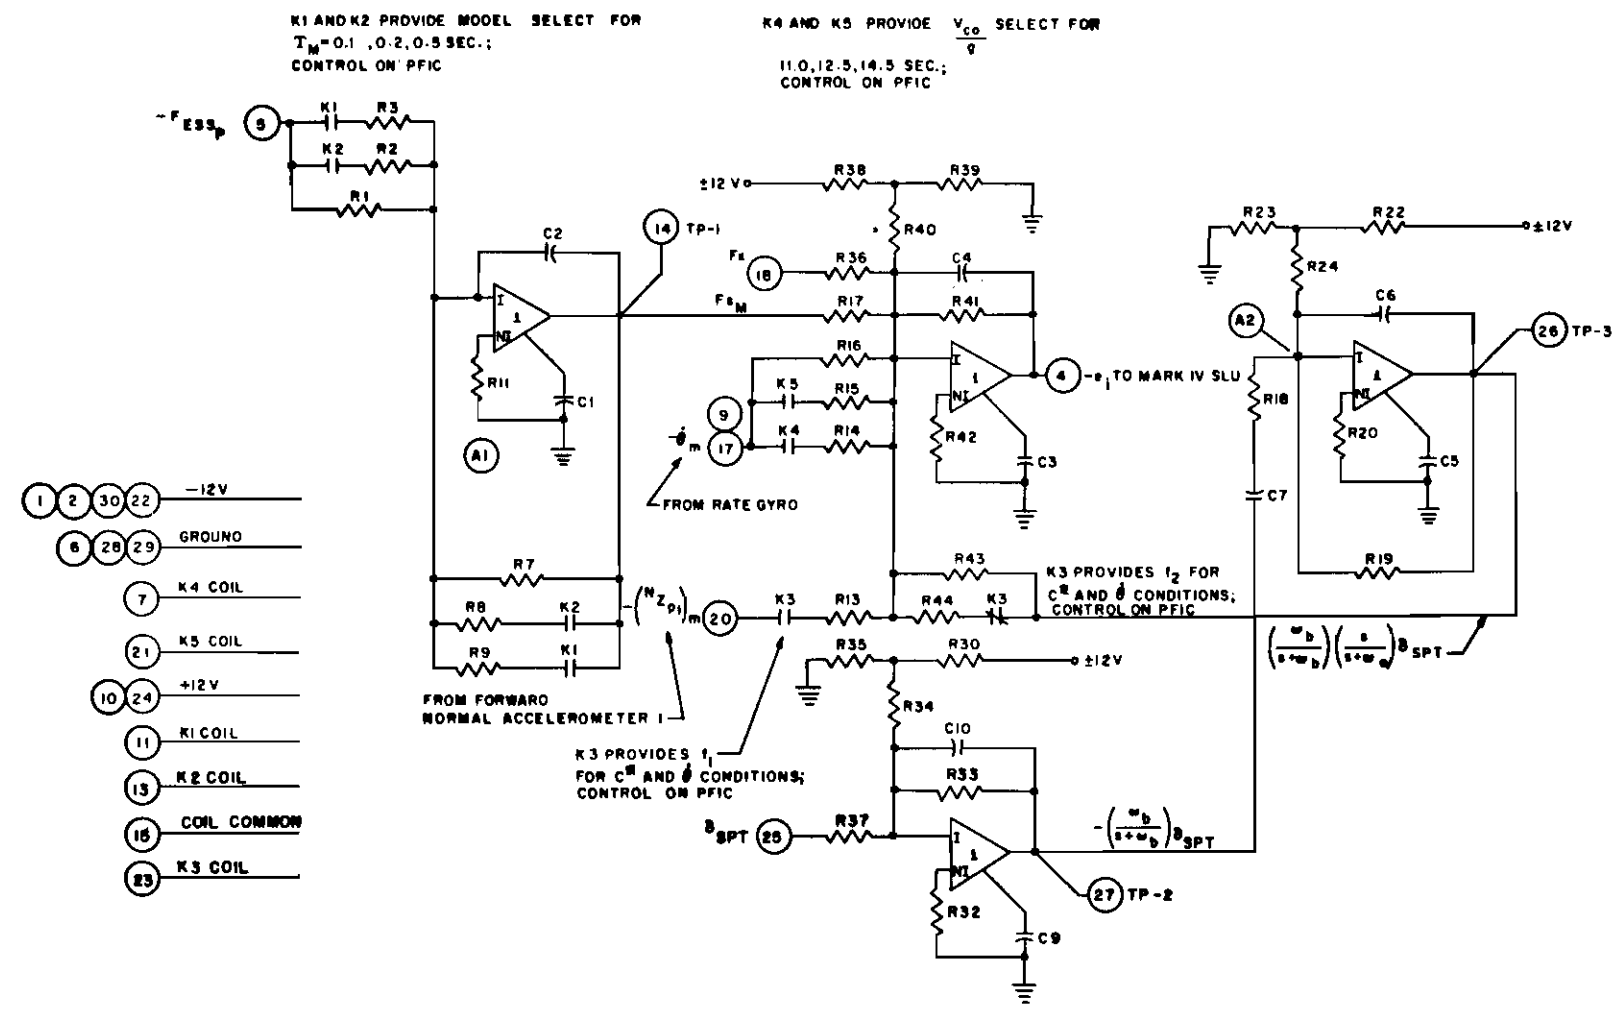 K1 AND K2 PROVIDE MODEL SELECT FOR
T_M=0.1 ,0.2,0.5 SEC.;
CONTROL ON PFIC
K4 AND K5 PROVIDE V_co/g SELECT FOR
11.0,12.5,14.5 SEC.;
CONTROL ON PFIC
-F_ESS_p 5
K1 R3
K2 R2
R1
C2
14 TP-1
I
1
NI
R11
C1
A1
R7
R8 K2
R9 K1
±12V R38 R39
R40
Fs 18 R36 C4
Fs_M R17 R41
R16
K5 R15
K4 R14
9
17
-θ̇_m
FROM RATE GYRO
I
1
NI
R42
C3
4 -e_i TO MARK IV SLU
R23 R22 ±12V
R24
C6
A2
26 TP-3
I
1
NI
R18
R20
C5
C7
R19
1 2 30 22 -12V
6 28 29 GROUND
7 K4 COIL
21 K5 COIL
10 24 +12V
11 K1 COIL
13 K2 COIL
15 COIL COMMON
23 K3 COIL
R43
K3 PROVIDES f_2 FOR
C* AND θ̇ CONDITIONS;
CONTROL ON PFIC
-(N_Z_p1)_m 20 K3 R13 R44 K3
FROM FORWARD
NORMAL ACCELEROMETER 1
(ω_b/s+ω_b)(s/s+ω_a)δ_SPT
R35 R30 ±12V
R34
K3 PROVIDES f_1
FOR C* AND θ̇ CONDITIONS;
CONTROL ON PFIC
C10
R33
δ_SPT 25 R37
I
1
NI
R32
C9
-(ω_b/s+ω_b)δ_SPT
27 TP-2